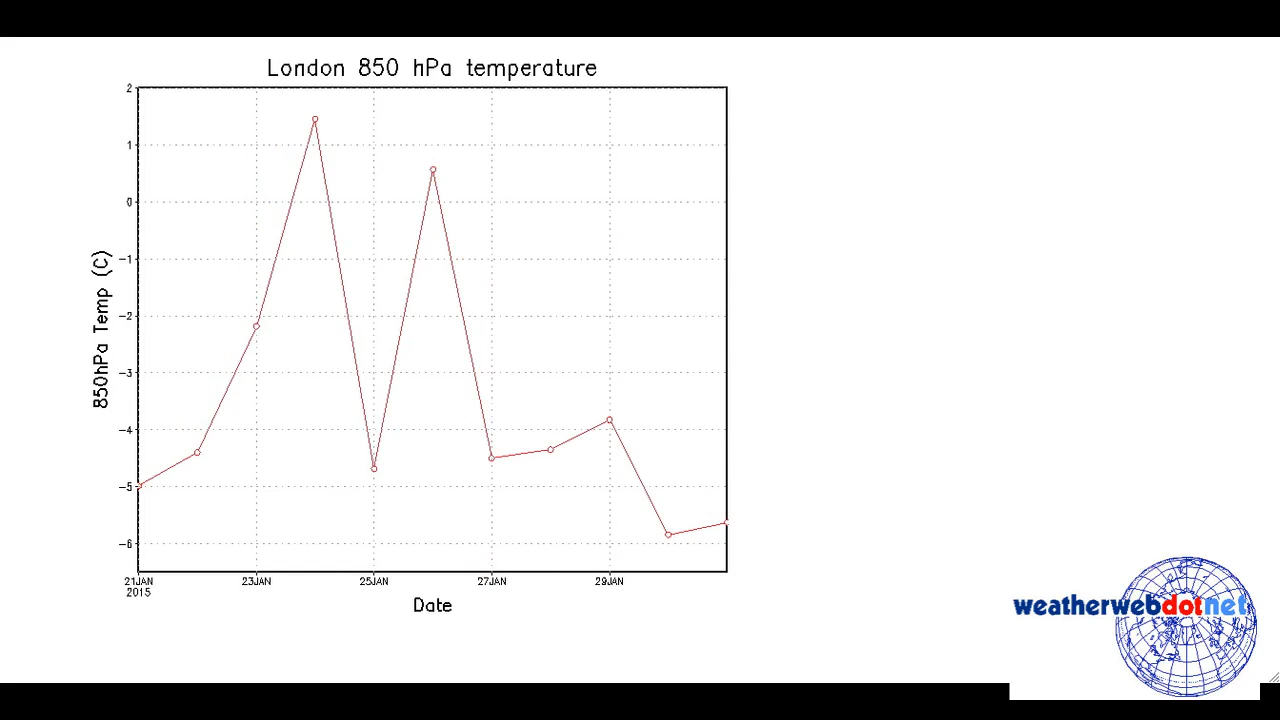 London 850 hPa temperature
2
1
0
-1
-2
-3
-4
-5
-6
850hPa Temp (C)
21JAN 23JAN 25JAN 27JAN 29JAN
2015
Date
weatherwebdotnet